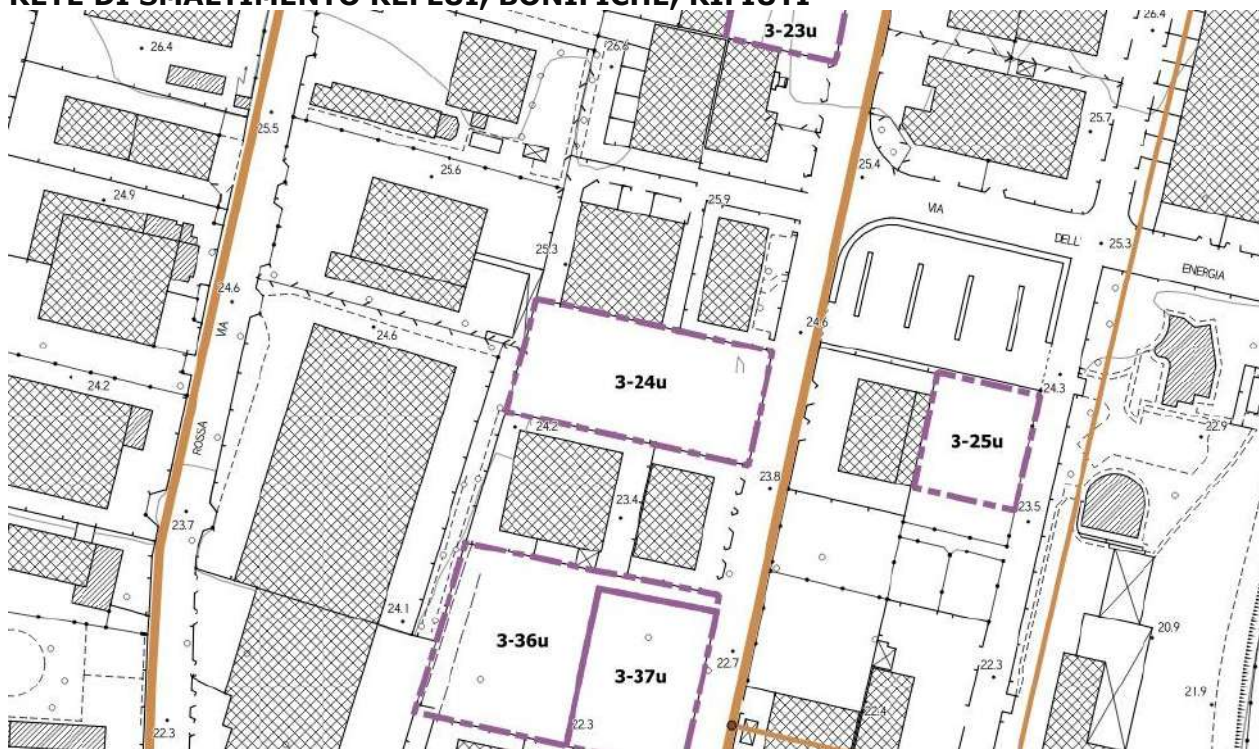 RETE DI SMALTIMENTO REFLUI, BONIFICHE, RIFIUTI
3-23u
26.4
26.4
26.6
25.5
25.7
25.4
25.6
24.9
25.9
VIA
DELL'
25.3
ENERGIA
25.3
24.6
VIA
24.6
24.6
24.2
3-24u
24.3
3-25u
22.9
ROSSA
24.2
23.8
23.4
23.5
23.7
24.1
3-36u
3-37u
22.7
20.9
22.3
21.9
22.3
22.4
22.3